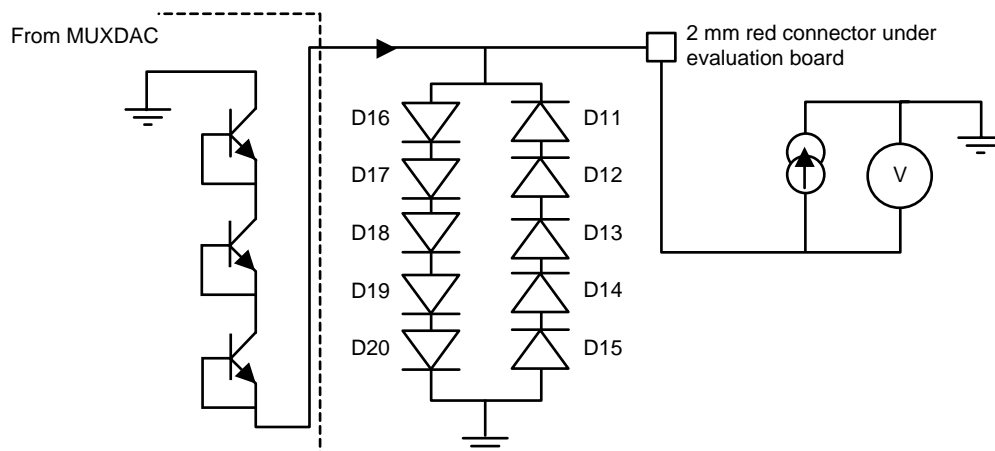 From MUXDAC
2 mm red connector under
evaluation board
D16
D11
D17
D12
V
D18
D13
D19
D14
D20
D15